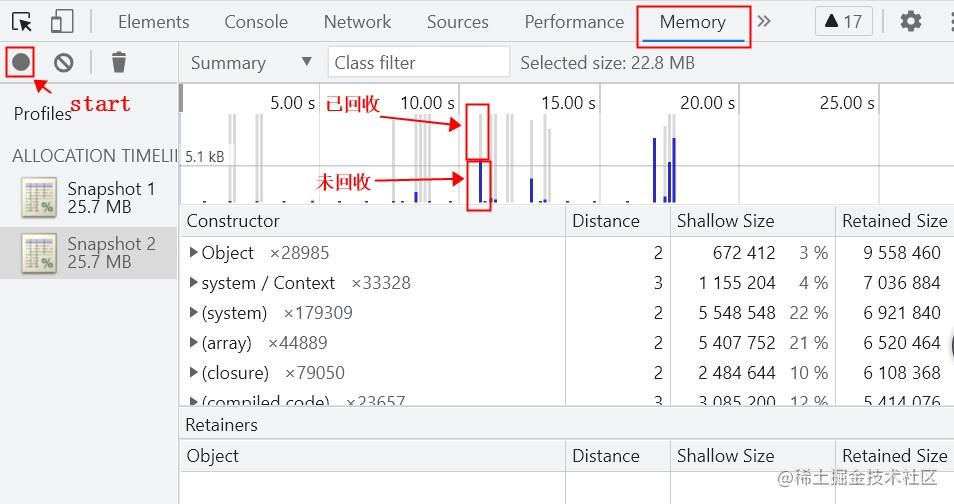 Elements Console Network Sources Performance Memory » ▲ 17
Summary ▼ Class filter Selected size: 22.8 MB
start
Profiles
ALLOCATION TIMELI
Snapshot 1
25.7 MB
Snapshot 2
25.7 MB
5.00 s 10.00 s 15.00 s 20.00 s 25.00 s
已回收
5.1 kB
未回收
Constructor Distance Shallow Size Retained Size
Object ×28985 2 672 412 3 % 9 558 460
system / Context ×33328 3 1 155 204 4 % 7 036 884
(system) ×179309 2 5 548 548 22 % 6 921 840
(array) ×44889 2 5 407 752 21 % 6 520 464
(closure) ×79050 2 2 484 644 10 % 6 108 368
(compiled code) ×23657 3 3 085 200 12 % 5 414 076
Retainers
Object Distance Shallow Size Retained Size
@稀土掘金技术社区